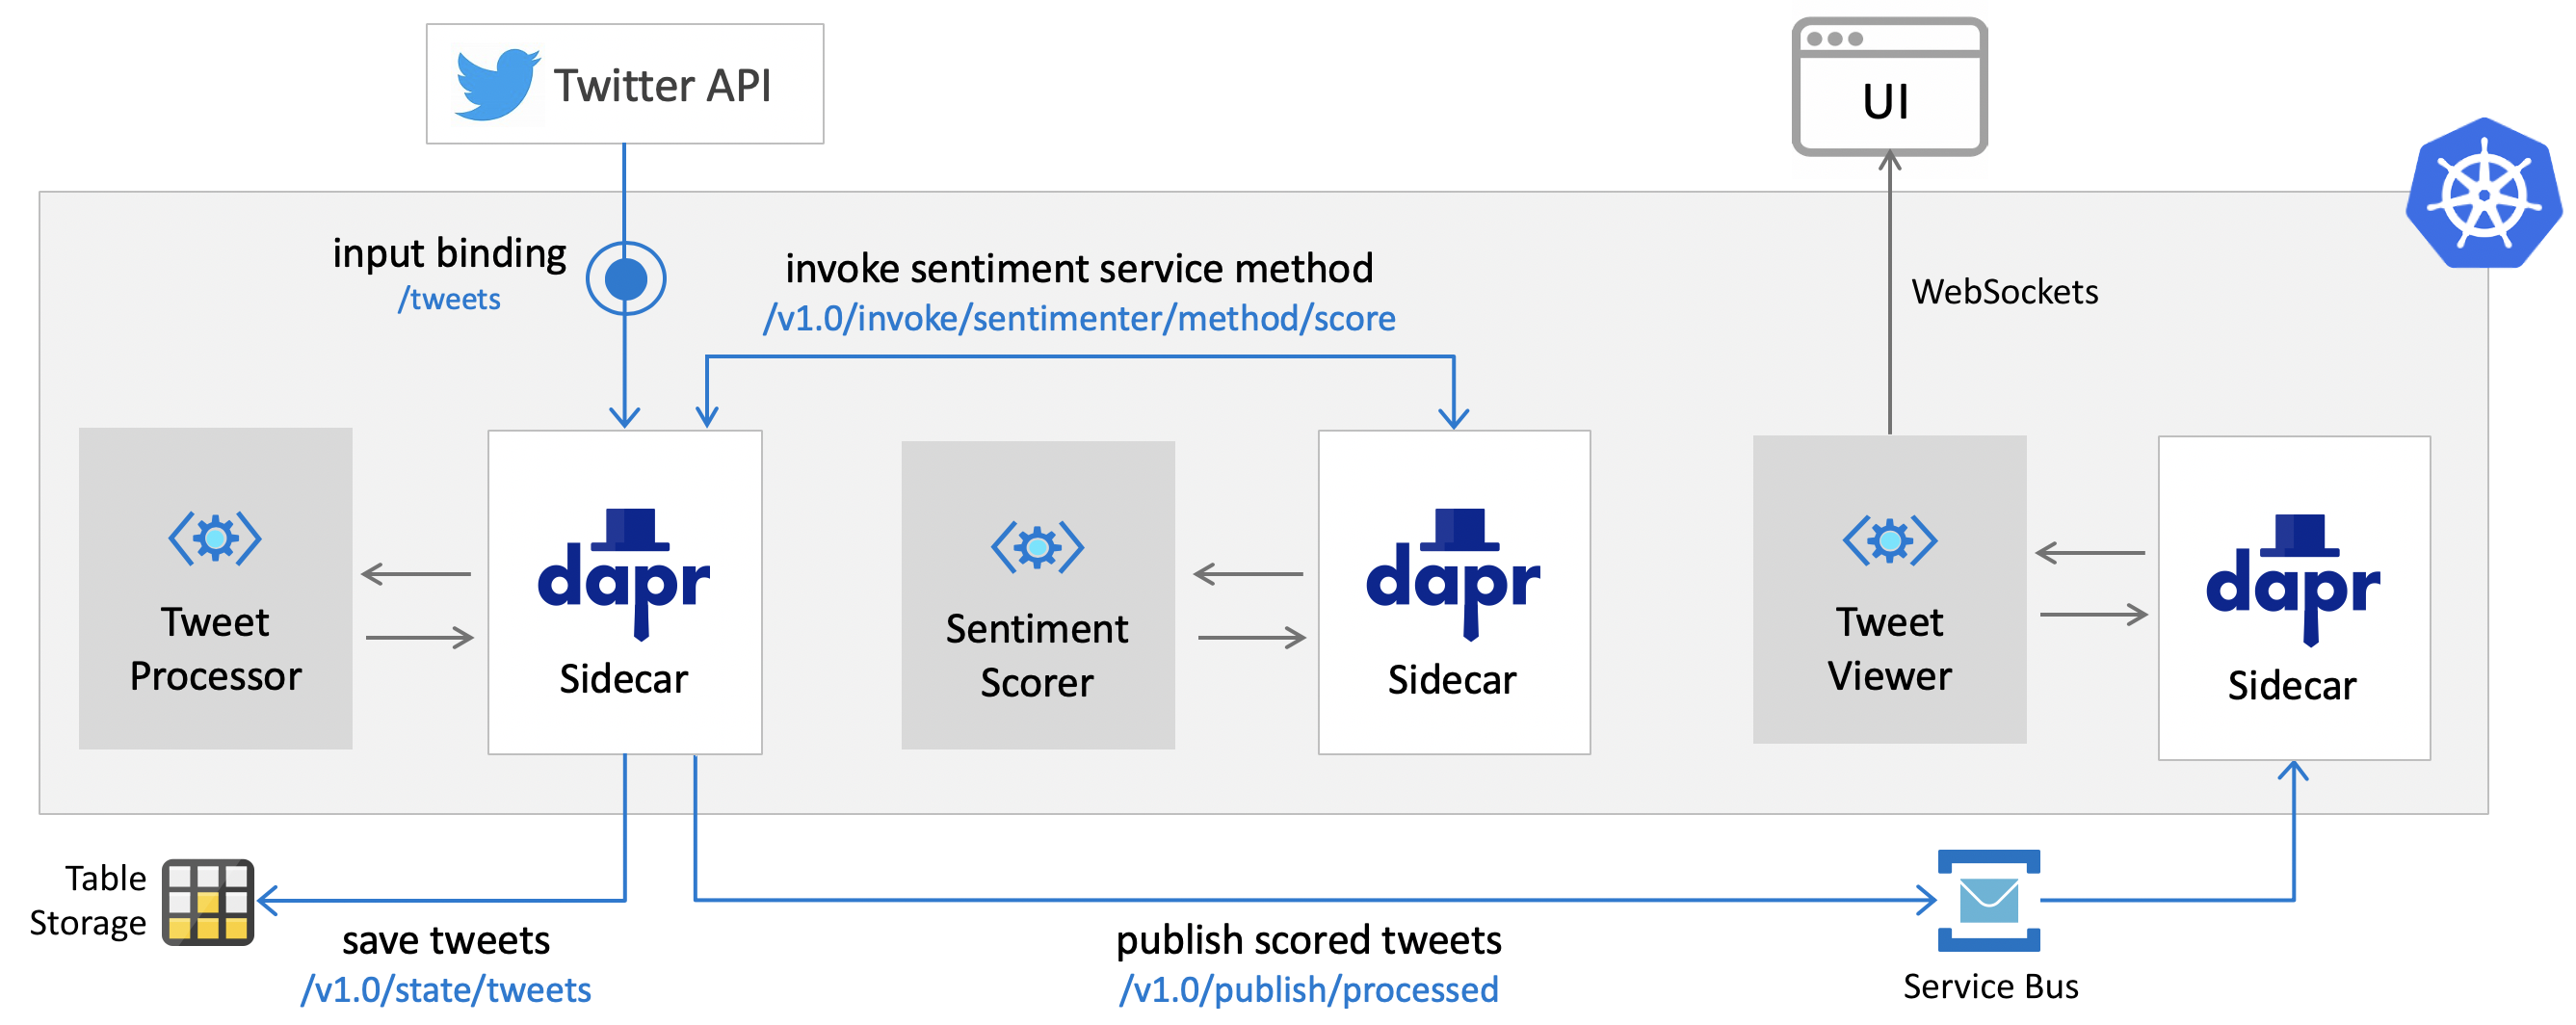 Twitter API
UI
input binding
/tweets
invoke sentiment service method
/v1.0/invoke/sentimenter/method/score
WebSockets
Tweet
Processor
dapr
Sidecar
Sentiment
Scorer
dapr
Sidecar
Tweet
Viewer
dapr
Sidecar
Table
Storage
save tweets
/v1.0/state/tweets
publish scored tweets
/v1.0/publish/processed
Service Bus